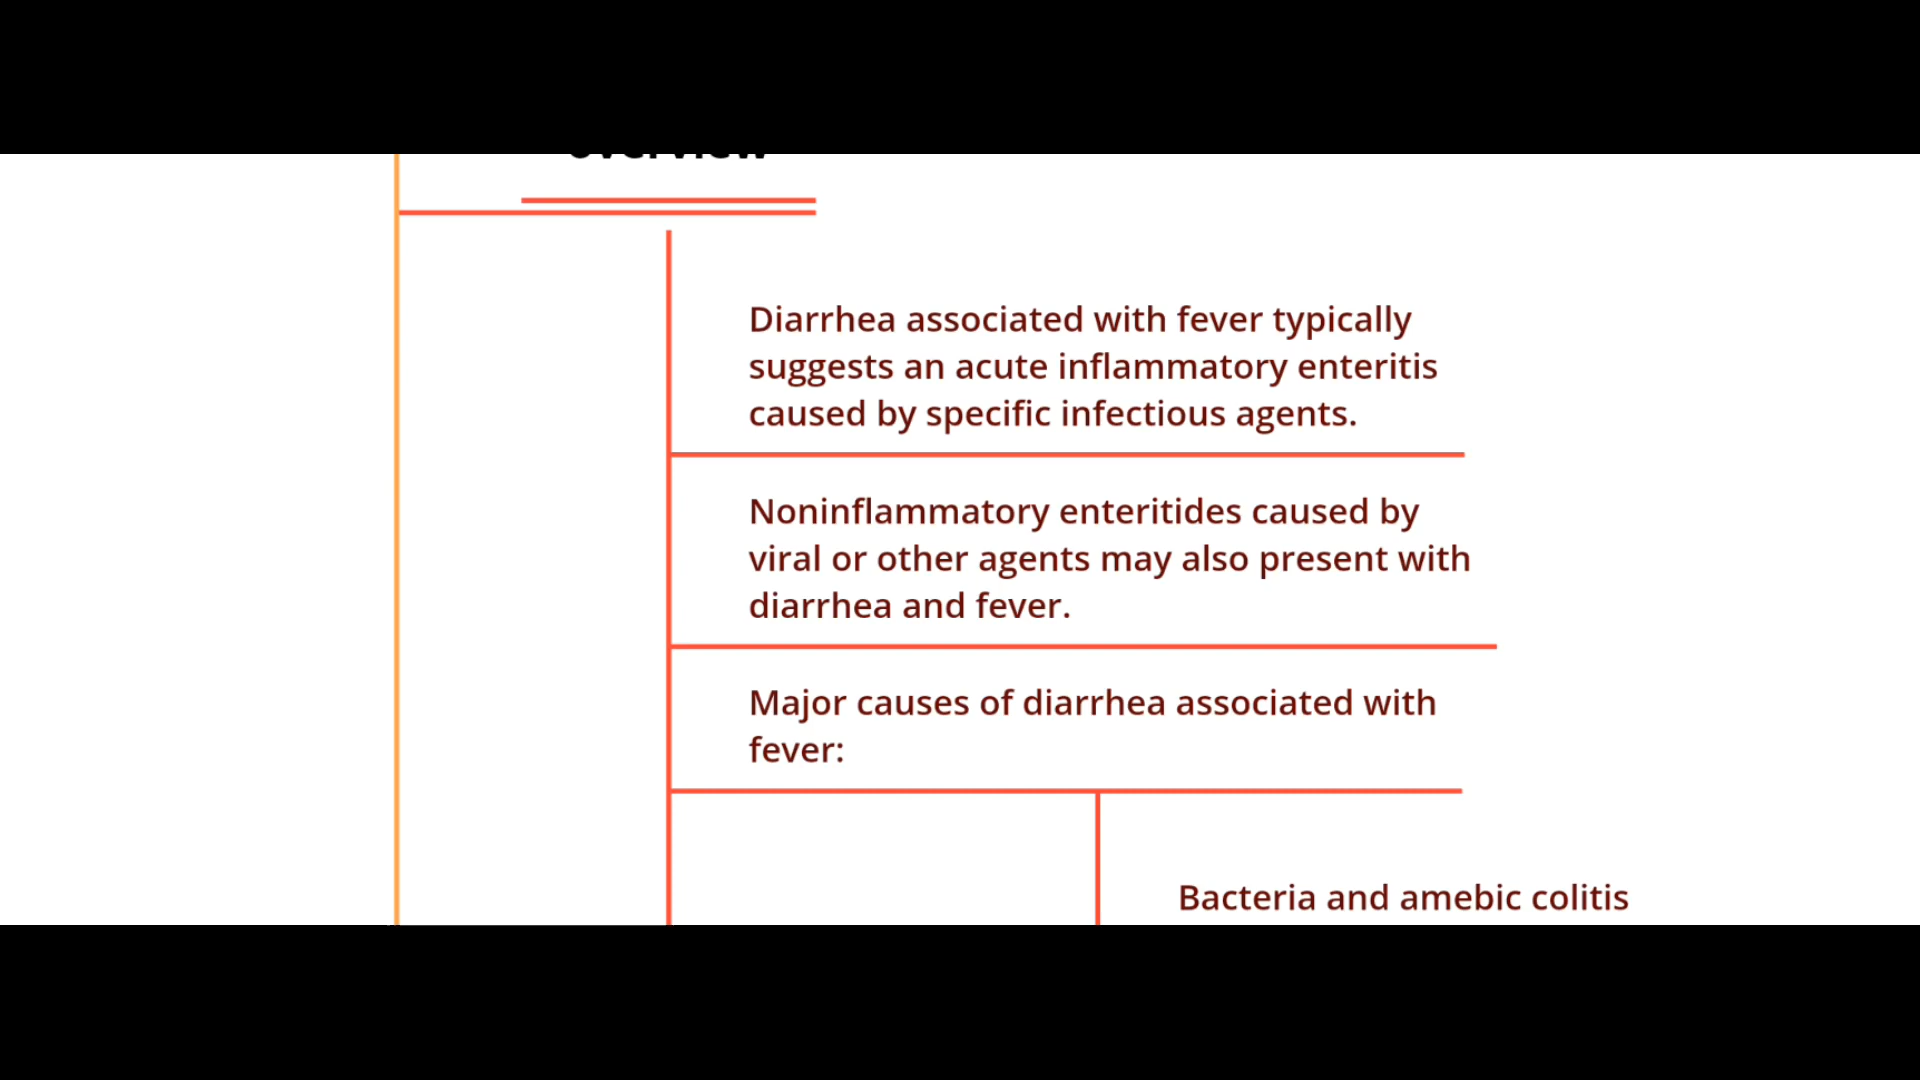 overview
Diarrhea associated with fever typically
suggests an acute inflammatory enteritis
caused by specific infectious agents.
Noninflammatory enteritides caused by
viral or other agents may also present with
diarrhea and fever.
Major causes of diarrhea associated with
fever:
Bacteria and amebic colitis